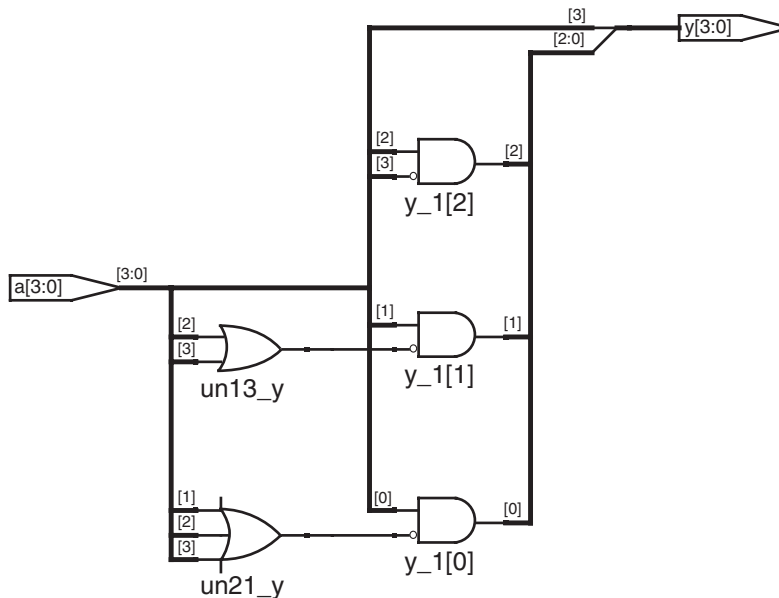 [3]
y[3:0]
[2:0]
[2]
[2]
[3]
y_1[2]
[3:0]
a[3:0]
[1]
[2]
[1]
[3]
y_1[1]
un13_y
[1]
[0]
[0]
[2]
[3]
y_1[0]
un21_y